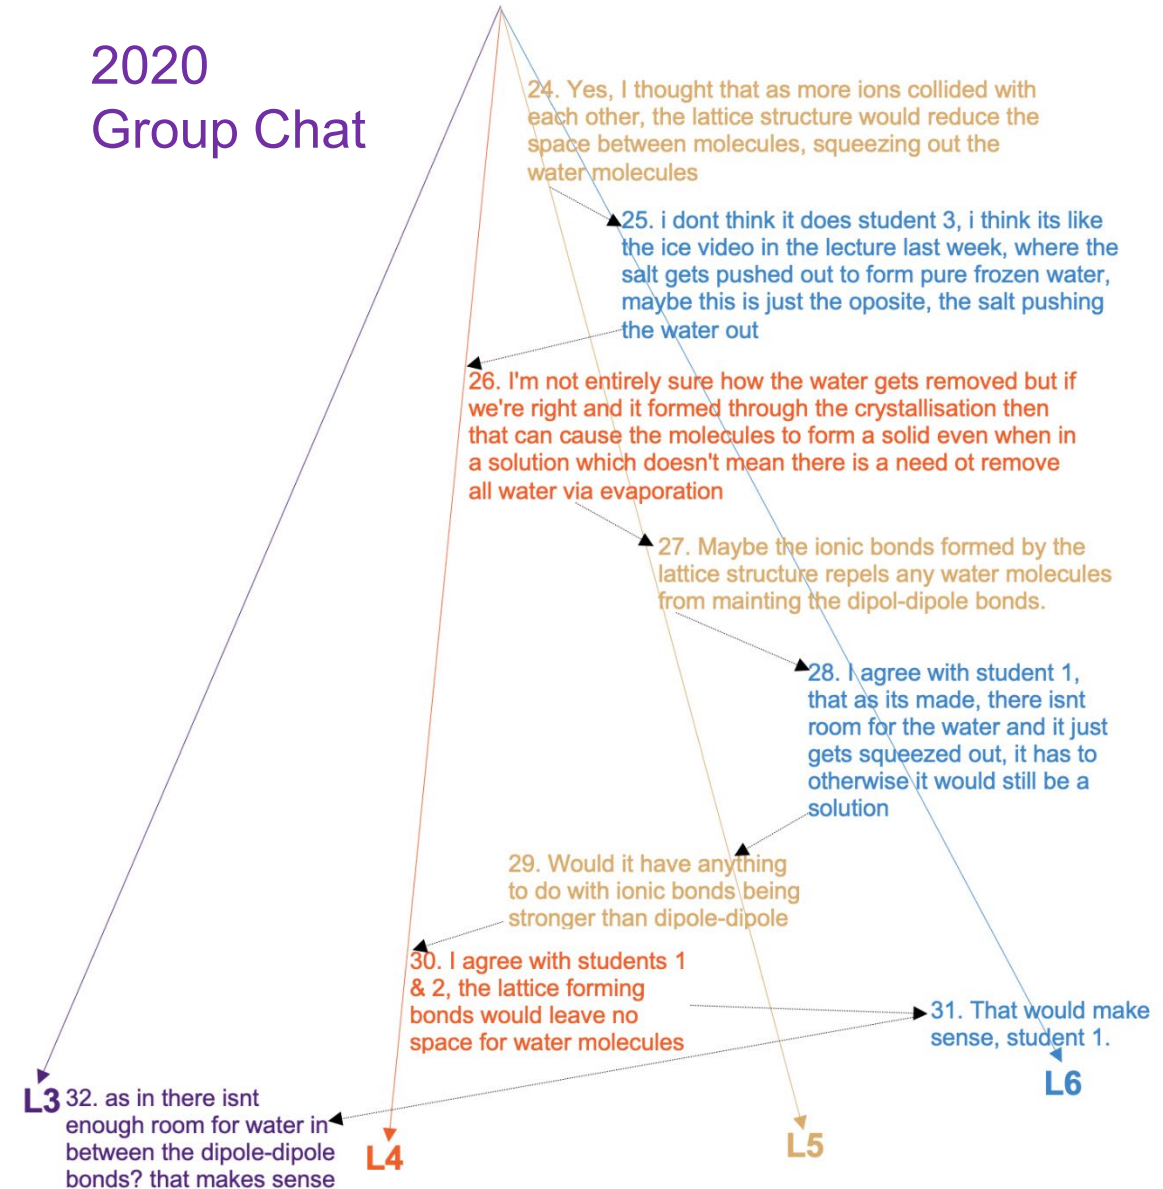 2020
Group Chat
24. Yes, I thought that as more ions collided with
each other, the lattice structure would reduce the
space between molecules, squeezing out the
water molecules
25. i dont think it does student 3, i think its like
the ice video in the lecture last week, where the
salt gets pushed out to form pure frozen water,
maybe this is just the oposite, the salt pushing
the water out
26. I'm not entirely sure how the water gets removed but if
we're right and it formed through the crystallisation then
that can cause the molecules to form a solid even when in
a solution which doesn't mean there is a need ot remove
all water via evaporation
27. Maybe the ionic bonds formed by the
lattice structure repels any water molecules
from mainting the dipol-dipole bonds.
28. I agree with student 1,
that as its made, there isnt
room for the water and it just
gets squeezed out, it has to
otherwise it would still be a
solution
29. Would it have anything
to do with ionic bonds being
stronger than dipole-dipole
30. I agree with students 1
& 2, the lattice forming
bonds would leave no
space for water molecules
31. That would make
sense, student 1.
L6
L3
32. as in there isnt
enough room for water in
between the dipole-dipole
bonds? that makes sense
L4
L5